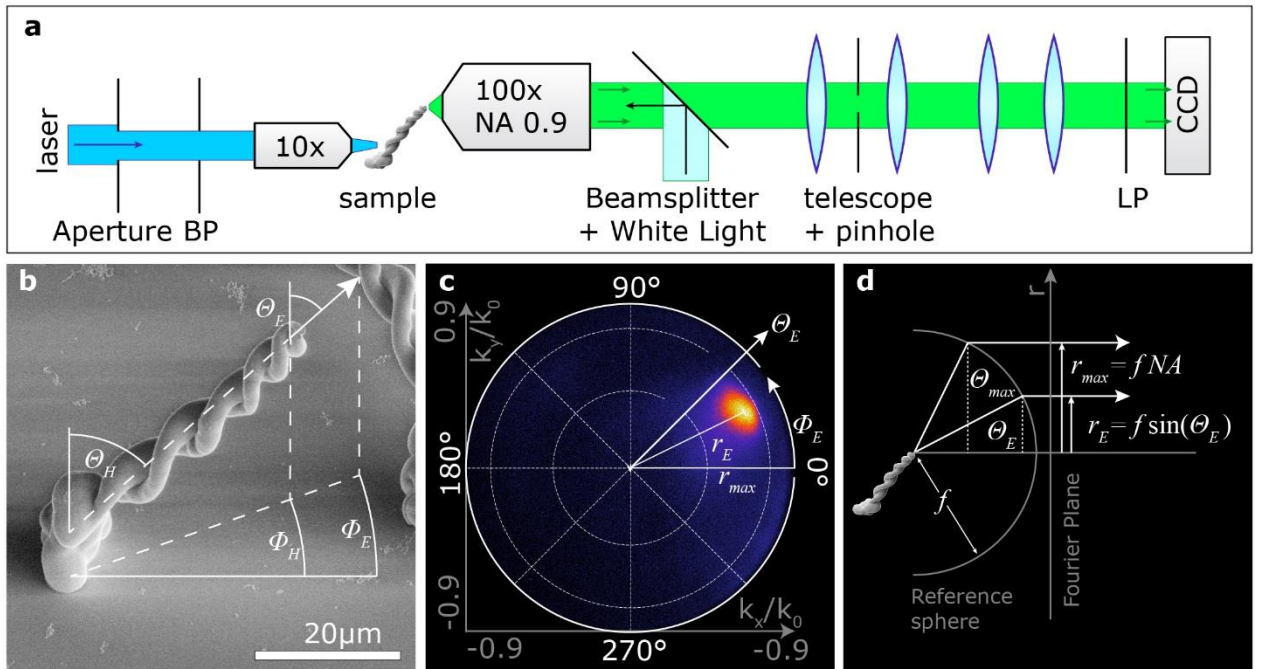 a
laser
Aperture BP
10x
sample
100x
NA 0.9
Beamsplitter
+ White Light
telescope
+ pinhole
LP
CCD
b
Θ_E
Θ_H
Φ_H
Φ_E
20µm
c
90°
0.9
k_y/k_0
Θ_E
Φ_E
180°
r_E
r_max
0°
-0.9
k_x/k_0
270°
-0.9
0.9
d
r
r_max = f NA
Θ_max
Θ_E
r_E = f sin(Θ_E)
f
Reference
sphere
Fourier Plane